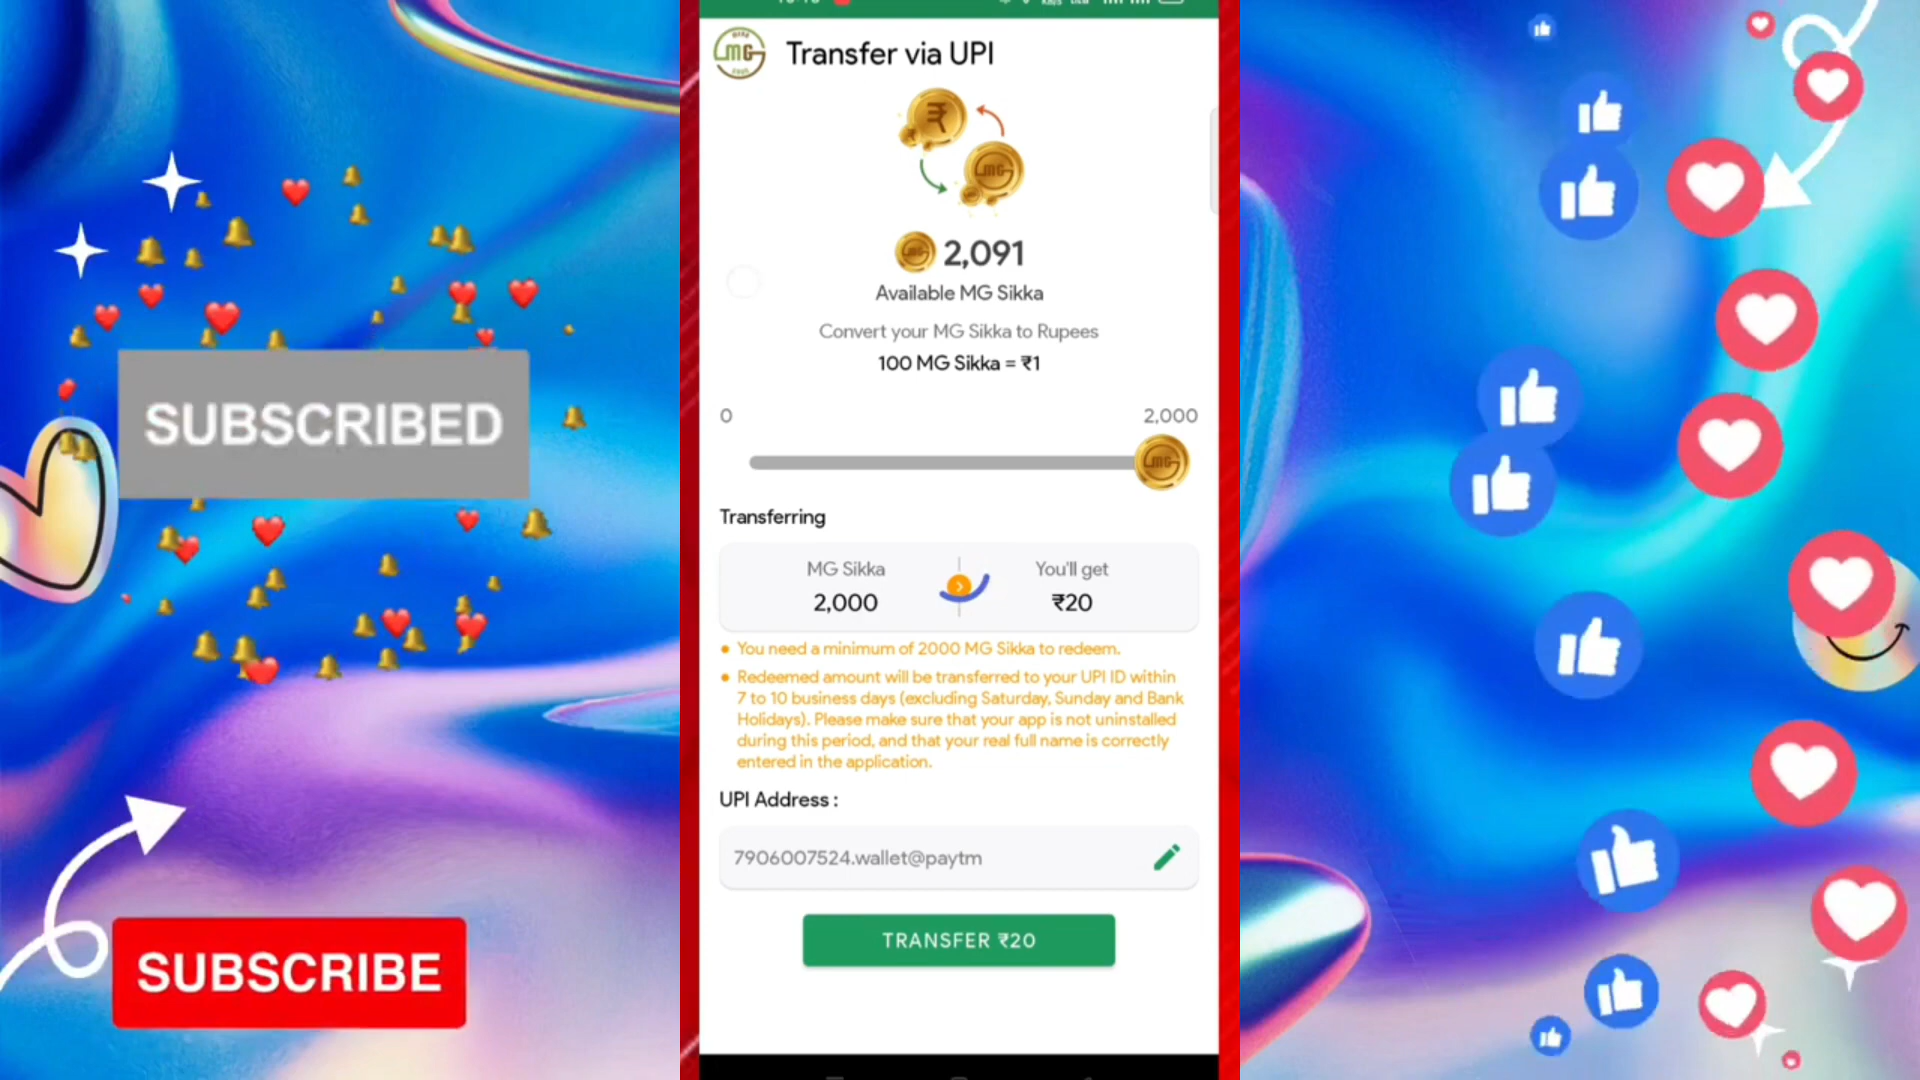 SUBSCRIBED
SUBSCRIBE
MG
Transfer via UPI
₹
MG
2,091
Available MG Sikka
Convert your MG Sikka to Rupees
100 MG Sikka = ₹1
0
2,000
MG
Transferring
MG Sikka
You'll get
2,000
₹20
You need a minimum of 2000 MG Sikka to redeem.
Redeemed amount will be transferred to your UPI ID within
7 to 10 business days (excluding Saturday, Sunday and Bank
Holidays). Please make sure that your app is not uninstalled
during this period, and that your real full name is correctly
entered in the application.
UPI Address :
7906007524.wallet@paytm
TRANSFER ₹20